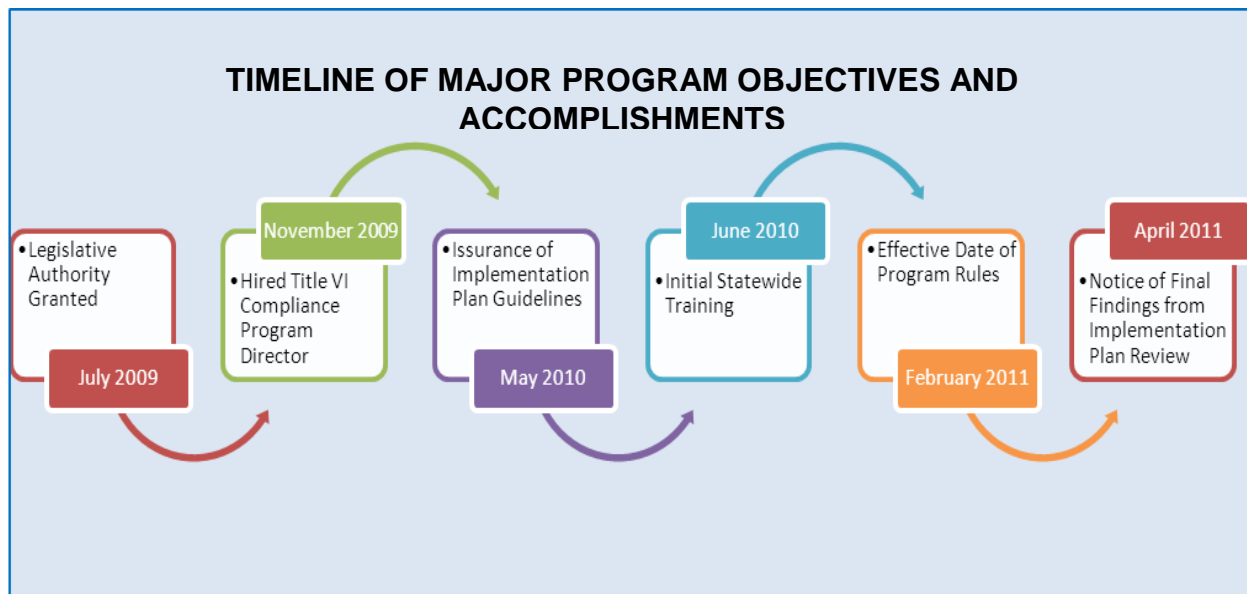 TIMELINE OF MAJOR PROGRAM OBJECTIVES AND
ACCOMPLISHMENTS
•Legislative
Authority
Granted
July 2009
November 2009
•Hired Title VI
Compliance
Program
Director
•Issurance of
Implementation
Plan Guidelines
May 2010
June 2010
•Initial Statewide
Training
•Effective Date of
Program Rules
February 2011
April 2011
•Notice of Final
Findings from
Implementation
Plan Review